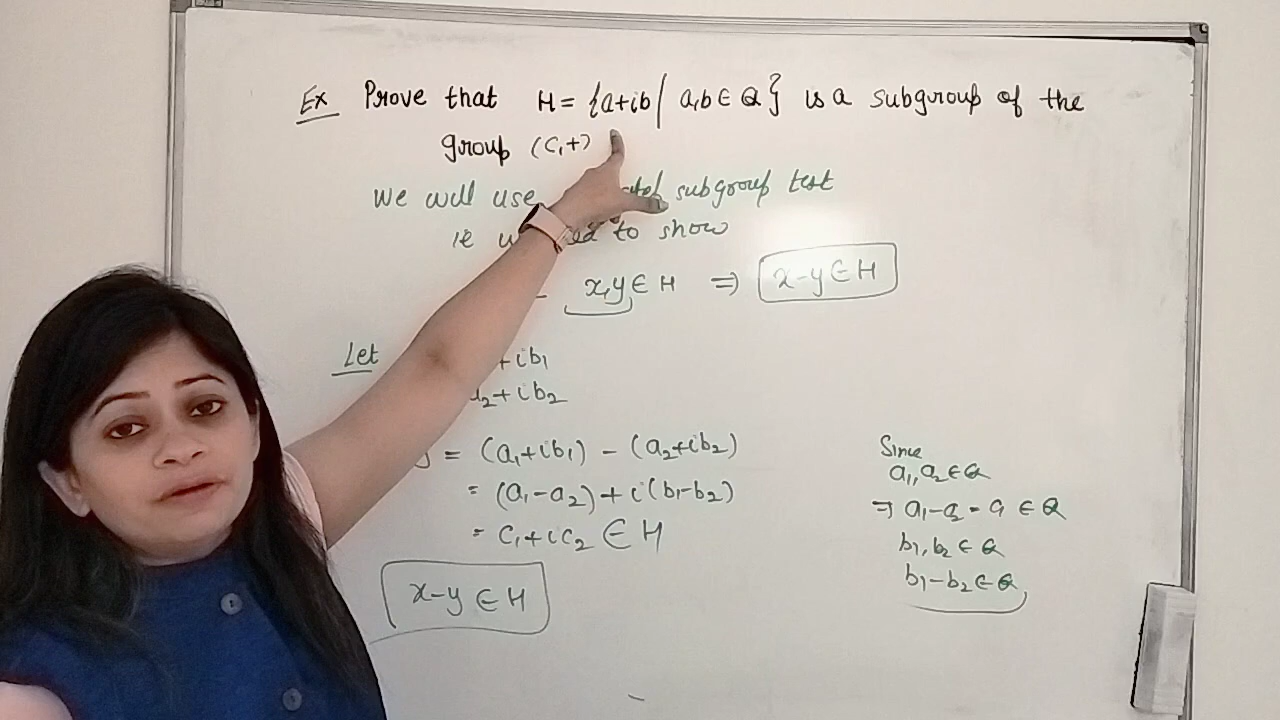 Ex Prove that H = {a+ib | a,b ∈ Q} is a subgroup of the
group (C,+)
We will use subgroup test
ie to show
x,y ∈ H ⇒ x-y ∈ H
Let + ib₁
a₂ + ib₂
= (a₁+ib₁) - (a₂+ib₂)
= (a₁-a₂) + i(b₁-b₂)
= c₁+ic₂ ∈ H
x-y ∈ H
Since
a₁,a₂ ∈ Q
⇒ a₁-a₂ = c₁ ∈ Q
b₁,b₂ ∈ Q
b₁-b₂ ∈ Q